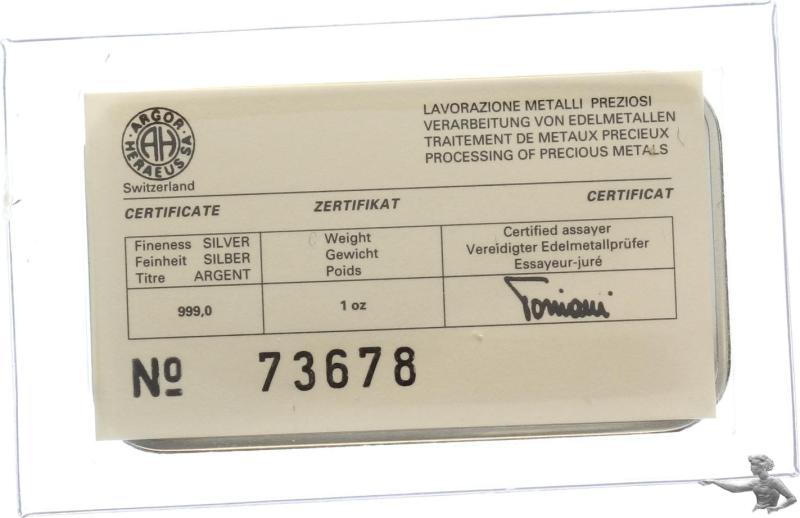 ARGOR
AH
HERAEUS SA
Switzerland
LAVORAZIONE METALLI PREZIOSI
VERARBEITUNG VON EDELMETALLEN
TRAITEMENT DE METAUX PRECIEUX
PROCESSING OF PRECIOUS METALS
CERTIFICATE ZERTIFIKAT CERTIFICAT
Fineness SILVER
Feinheit SILBER
Titre ARGENT
Weight
Gewicht
Poids
Certified assayer
Vereidigter Edelmetallprüfer
Essayeur-juré
999,0
1 oz
Toniani
Nº 73678